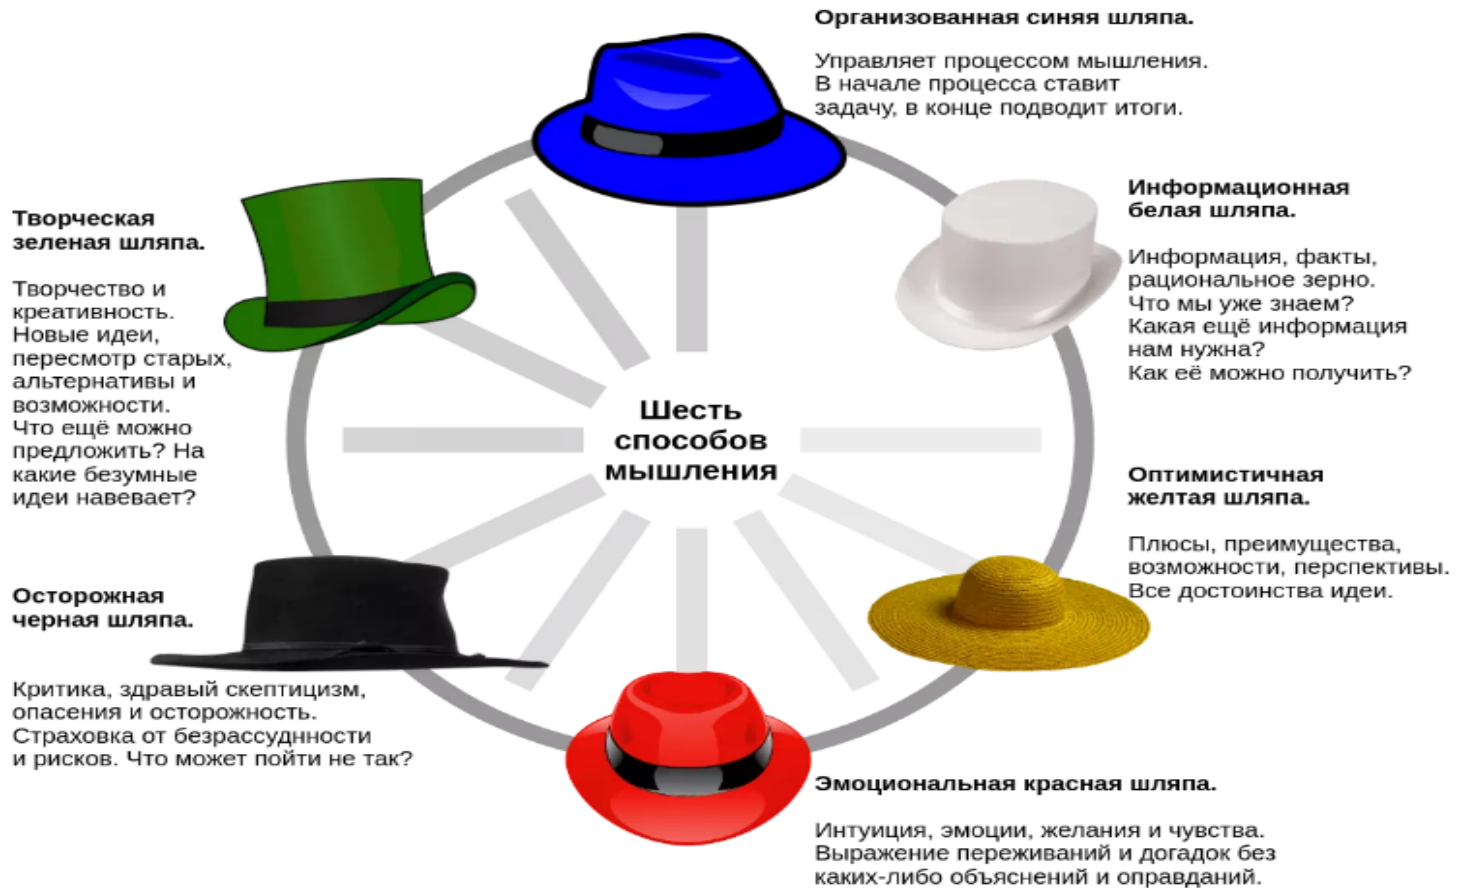 Организованная синяя шляпа.
Управляет процессом мышления.
В начале процесса ставит
задачу, в конце подводит итоги.
Информационная
белая шляпа.
Информация, факты,
рациональное зерно.
Что мы уже знаем?
Какая ещё информация
нам нужна?
Как её можно получить?
Оптимистичная
желтая шляпа.
Плюсы, преимущества,
возможности, перспективы.
Все достоинства идеи.
Эмоциональная красная шляпа.
Интуиция, эмоции, желания и чувства.
Выражение переживаний и догадок без
каких-либо объяснений и оправданий.
Осторожная
черная шляпа.
Критика, здравый скептицизм,
опасения и осторожность.
Страховка от безрассуднности
и рисков. Что может пойти не так?
Творческая
зеленая шляпа.
Творчество и
креативность.
Новые идеи,
пересмотр старых,
альтернативы и
возможности.
Что ещё можно
предложить? На
какие безумные
идеи навевает?
Шесть
способов
мышления